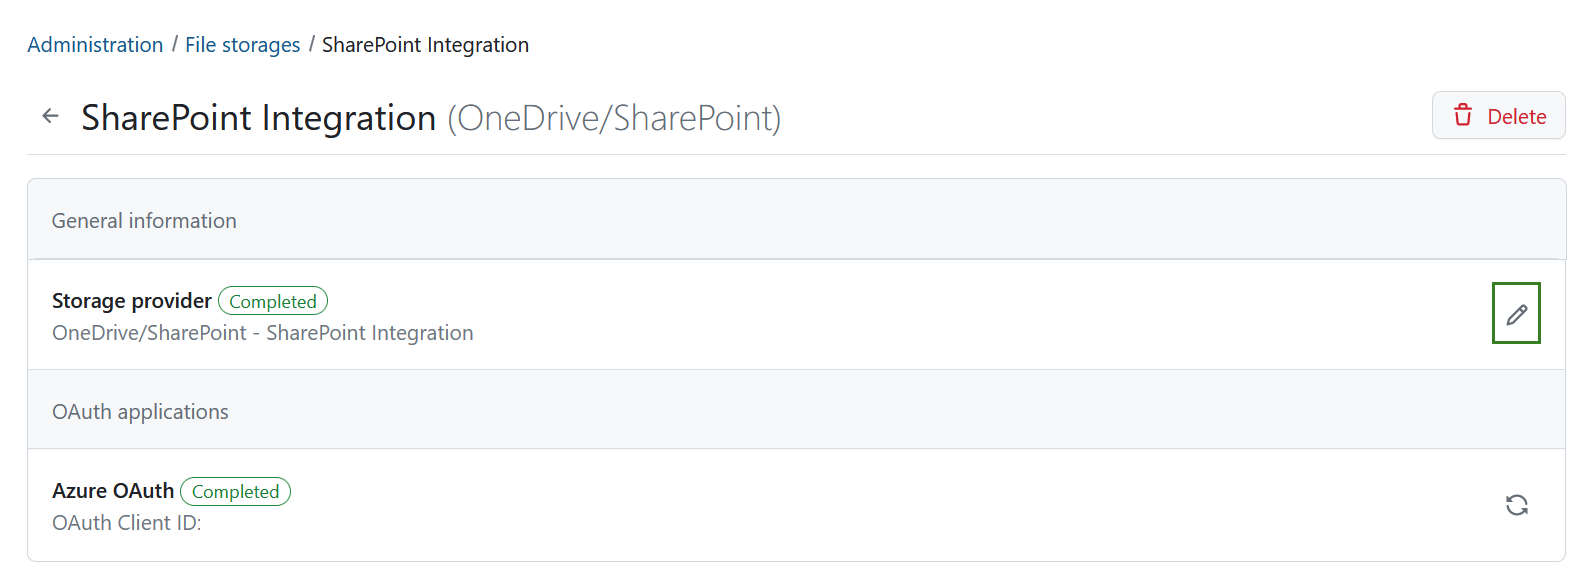 Administration / File storages / SharePoint Integration
SharePoint Integration (OneDrive/SharePoint)
Delete
General information
Storage provider Completed
OneDrive/SharePoint - SharePoint Integration
OAuth applications
Azure OAuth Completed
OAuth Client ID: